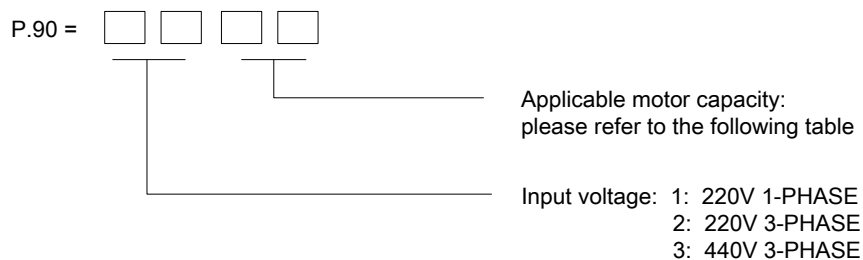 P.90 =
Applicable motor capacity:
please refer to the following table
Input voltage: 1: 220V 1-PHASE
2: 220V 3-PHASE
3: 440V 3-PHASE